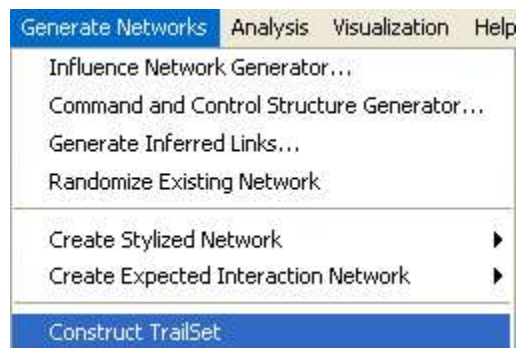 Generate Networks Analysis Visualization Help
Influence Network Generator...
Command and Control Structure Generator...
Generate Inferred Links...
Randomize Existing Network
Create Stylized Network
Create Expected Interaction Network
Construct TrailSet